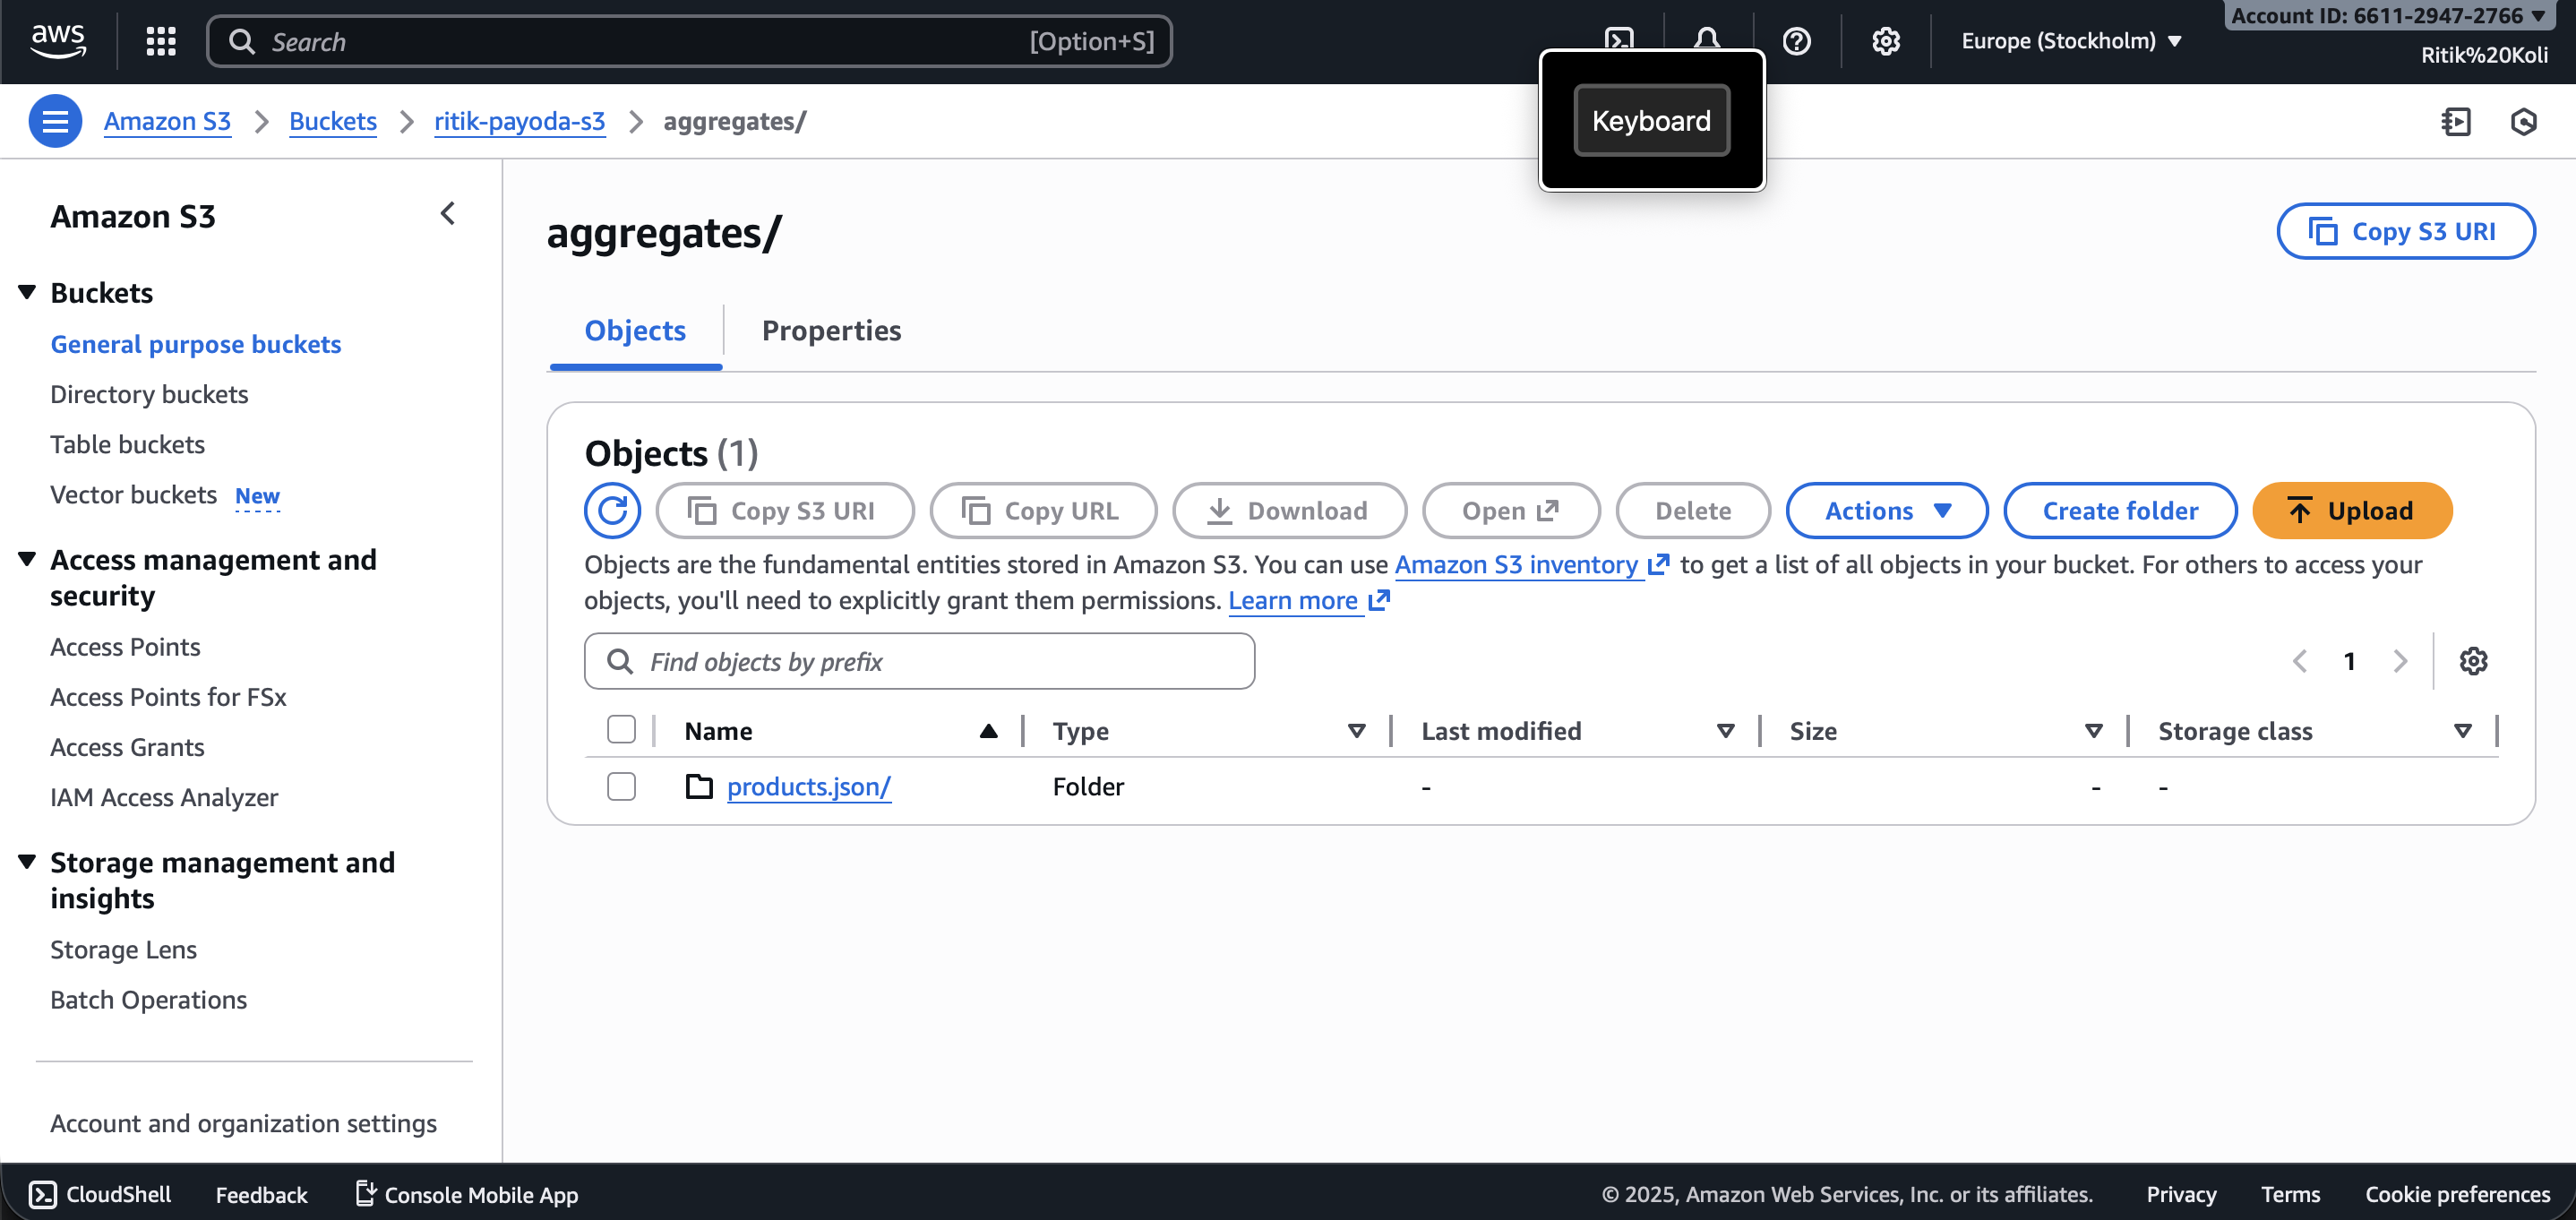 aws
Search [Option+S]
Europe (Stockholm)
Account ID: 6611-2947-2766
Ritik%20Koli
Keyboard
Amazon S3 > Buckets > ritik-payoda-s3 > aggregates/
Amazon S3
Buckets
General purpose buckets
Directory buckets
Table buckets
Vector buckets New
Access management and
security
Access Points
Access Points for FSx
Access Grants
IAM Access Analyzer
Storage management and
insights
Storage Lens
Batch Operations
Account and organization settings
aggregates/
Copy S3 URI
Objects Properties
Objects (1)
Copy S3 URI Copy URL Download Open Delete Actions Create folder Upload
Objects are the fundamental entities stored in Amazon S3. You can use Amazon S3 inventory to get a list of all objects in your bucket. For others to access your
objects, you'll need to explicitly grant them permissions. Learn more
Find objects by prefix
1
Name Type Last modified Size Storage class
products.json/ Folder - - -
CloudShell Feedback Console Mobile App © 2025, Amazon Web Services, Inc. or its affiliates. Privacy Terms Cookie preferences